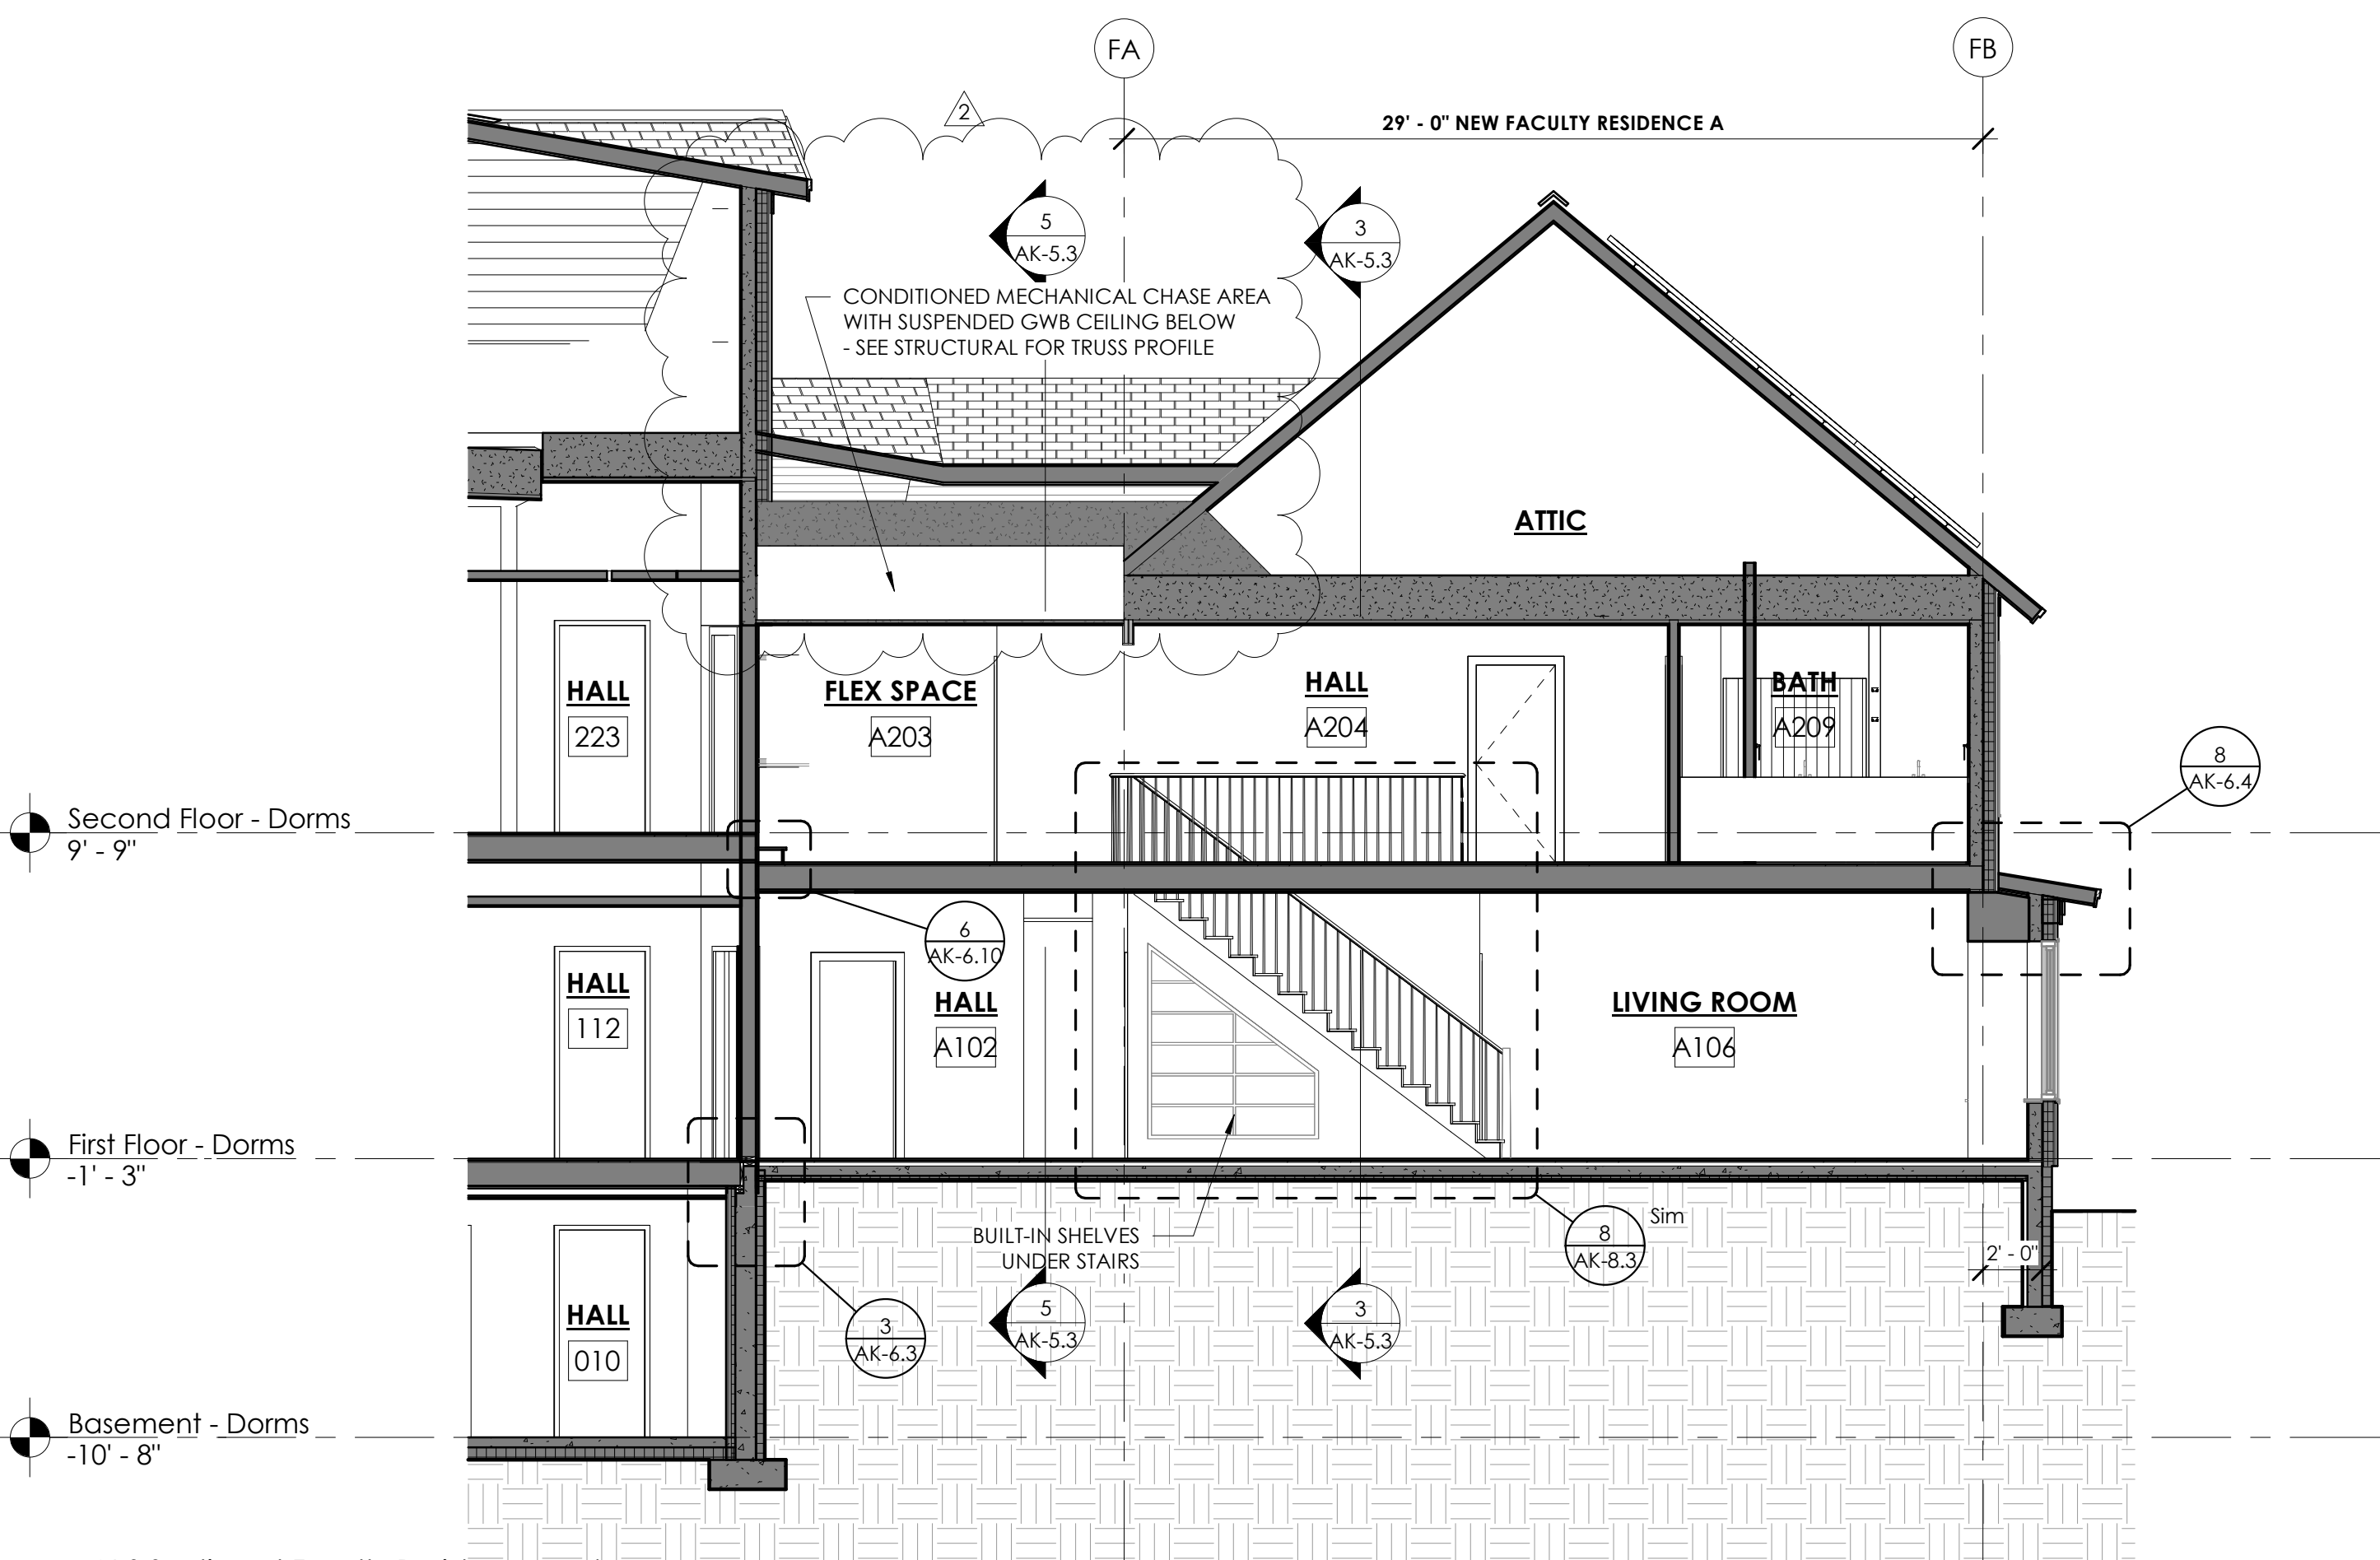 FA
FB
2
29' - 0" NEW FACULTY RESIDENCE A
5
AK-5.3
3
AK-5.3
CONDITIONED MECHANICAL CHASE AREA
WITH SUSPENDED GWB CEILING BELOW
- SEE STRUCTURAL FOR TRUSS PROFILE
ATTIC
HALL
223
FLEX SPACE
A203
HALL
A204
BATH
A209
8
AK-6.4
Second Floor - Dorms
9' - 9"
6
AK-6.10
HALL
112
HALL
A102
LIVING ROOM
A106
First Floor - Dorms
-1' - 3"
BUILT-IN SHELVES
UNDER STAIRS
8
AK-8.3
Sim
2' - 0"
HALL
010
3
AK-6.3
5
AK-5.3
3
AK-5.3
Basement - Dorms
-10' - 8"